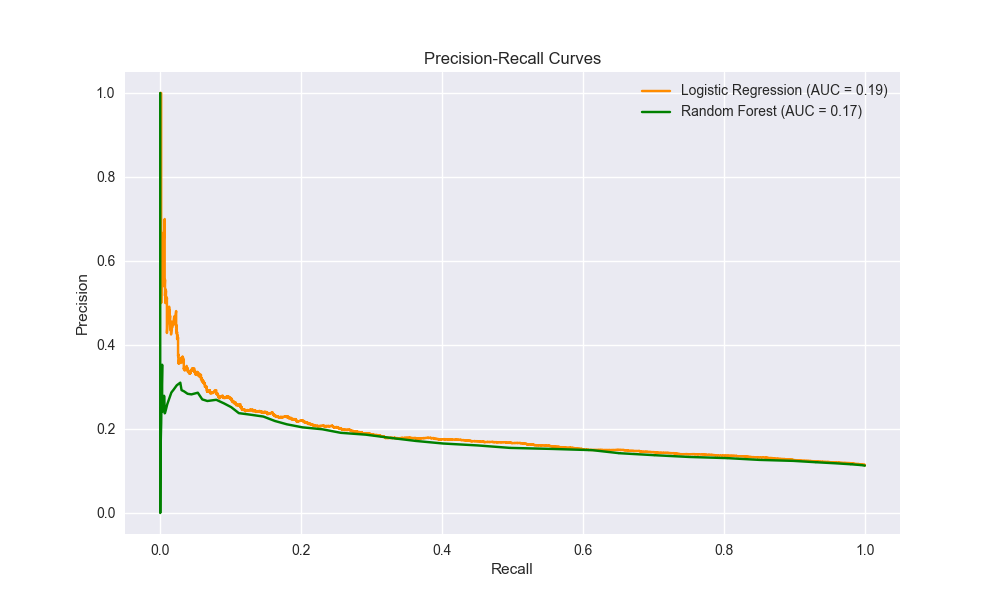 Precision-Recall Curves
Logistic Regression (AUC = 0.19)
Random Forest (AUC = 0.17)
1.0
0.8
0.6
0.4
0.2
0.0
Precision
0.0 0.2 0.4 0.6 0.8 1.0
Recall